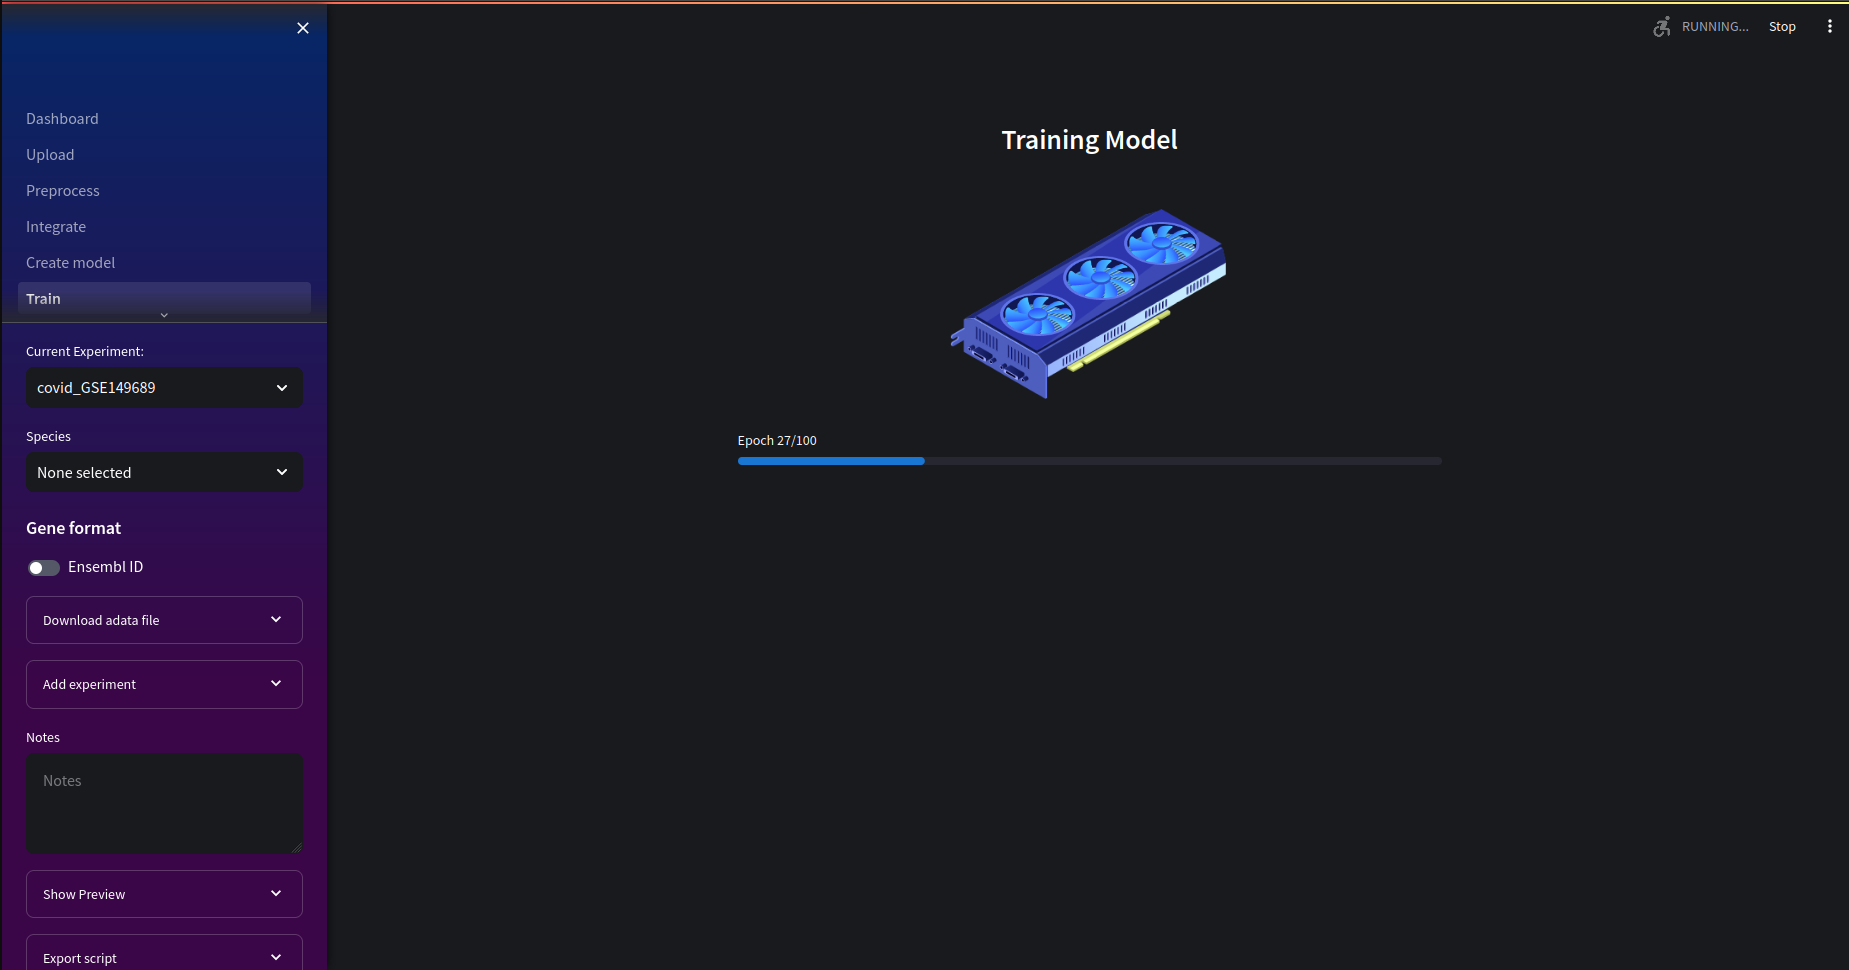 RUNNING...
Stop
Dashboard
Upload
Preprocess
Integrate
Create model
Train
Current Experiment:
covid_GSE149689
Species
None selected
Gene format
Ensembl ID
Download adata file
Add experiment
Notes
Notes
Show Preview
Export script
Training Model
Epoch 27/100